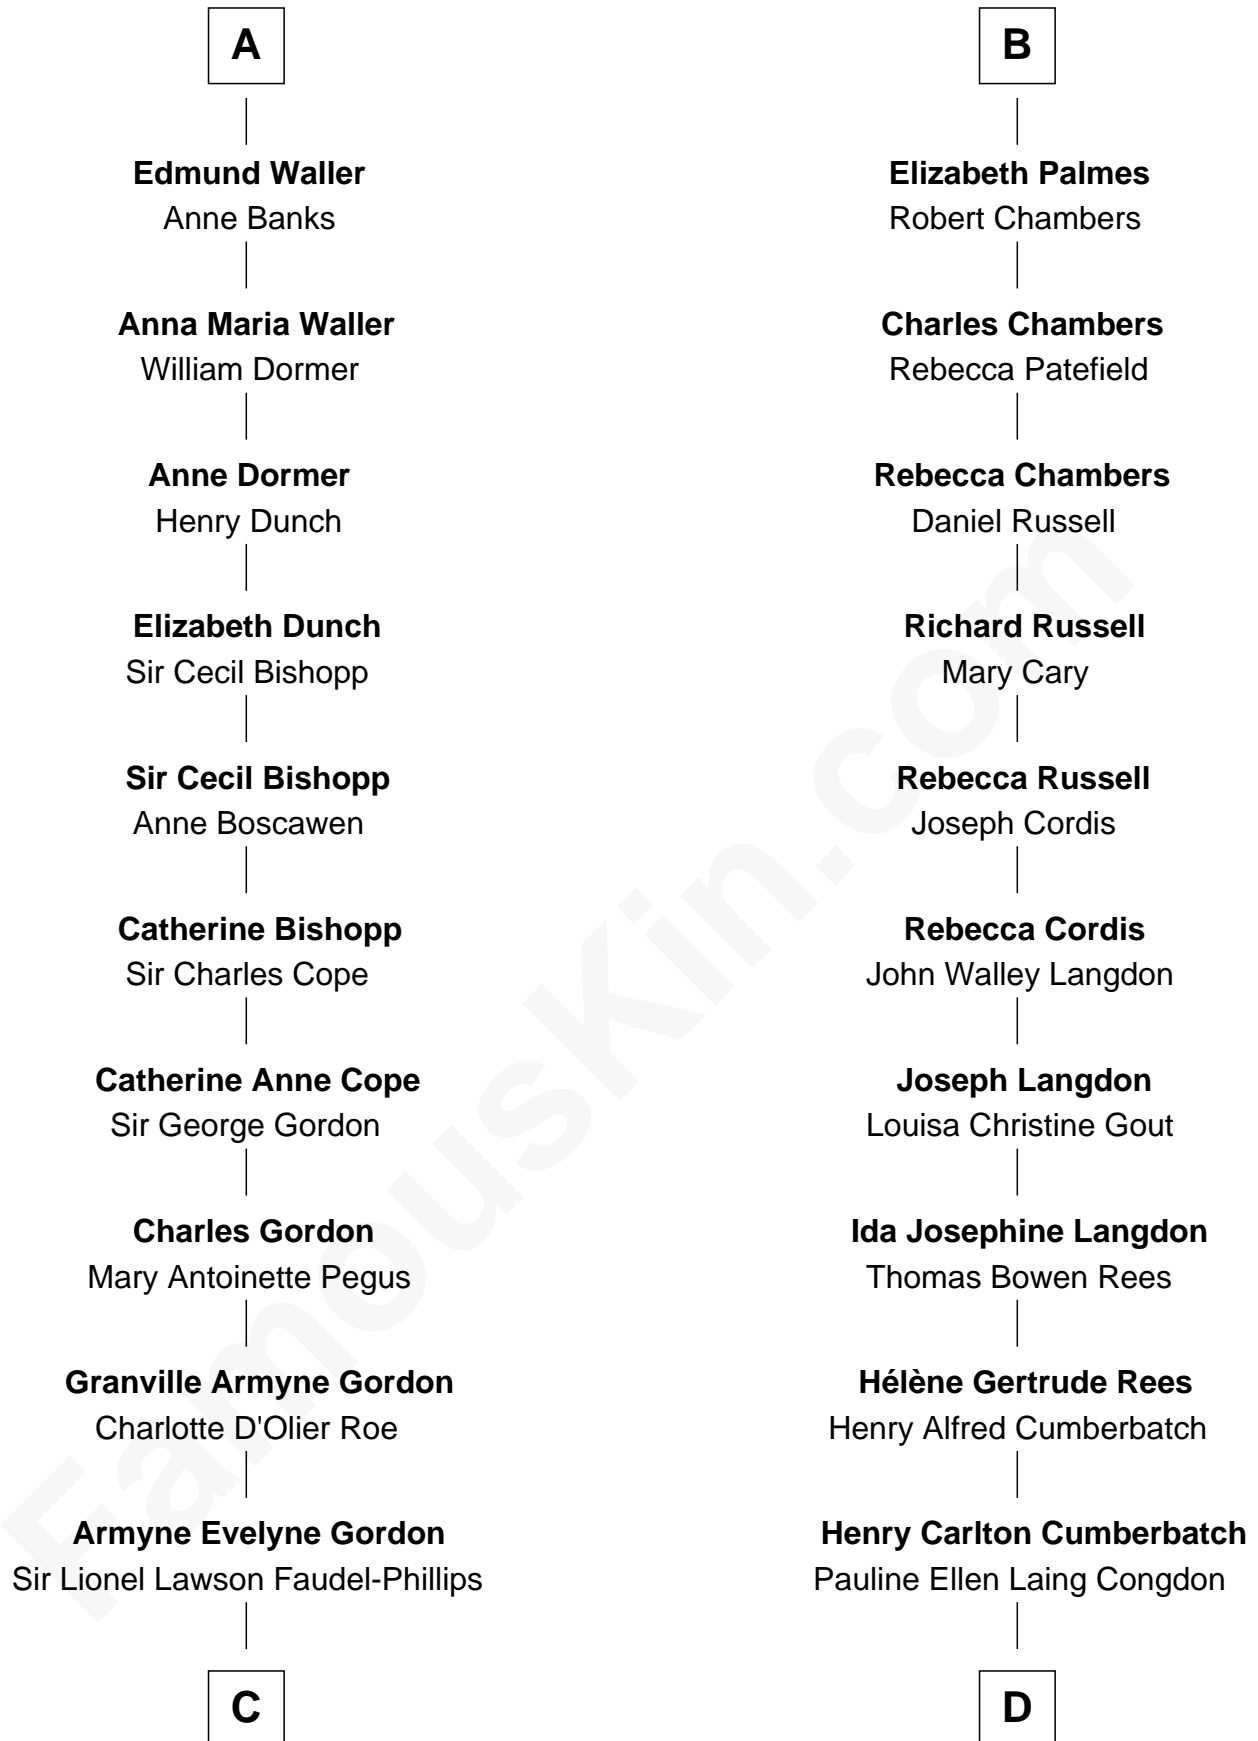 A
Edmund Waller
Anne Banks
Anna Maria Waller
William Dormer
Anne Dormer
Henry Dunch
Elizabeth Dunch
Sir Cecil Bishopp
Sir Cecil Bishopp
Anne Boscawen
Catherine Bishopp
Sir Charles Cope
Catherine Anne Cope
Sir George Gordon
Charles Gordon
Mary Antoinette Pegus
Granville Armyne Gordon
Charlotte D'Olier Roe
Armyne Evelyne Gordon
Sir Lionel Lawson Faudel-Phillips
C
B
Elizabeth Palmes
Robert Chambers
Charles Chambers
Rebecca Patefield
Rebecca Chambers
Daniel Russell
Richard Russell
Mary Cary
Rebecca Russell
Joseph Cordis
Rebecca Cordis
John Walley Langdon
Joseph Langdon
Louisa Christine Gout
Ida Josephine Langdon
Thomas Bowen Rees
Hélène Gertrude Rees
Henry Alfred Cumberbatch
Henry Carlton Cumberbatch
Pauline Ellen Laing Congdon
D
FamousKin.com